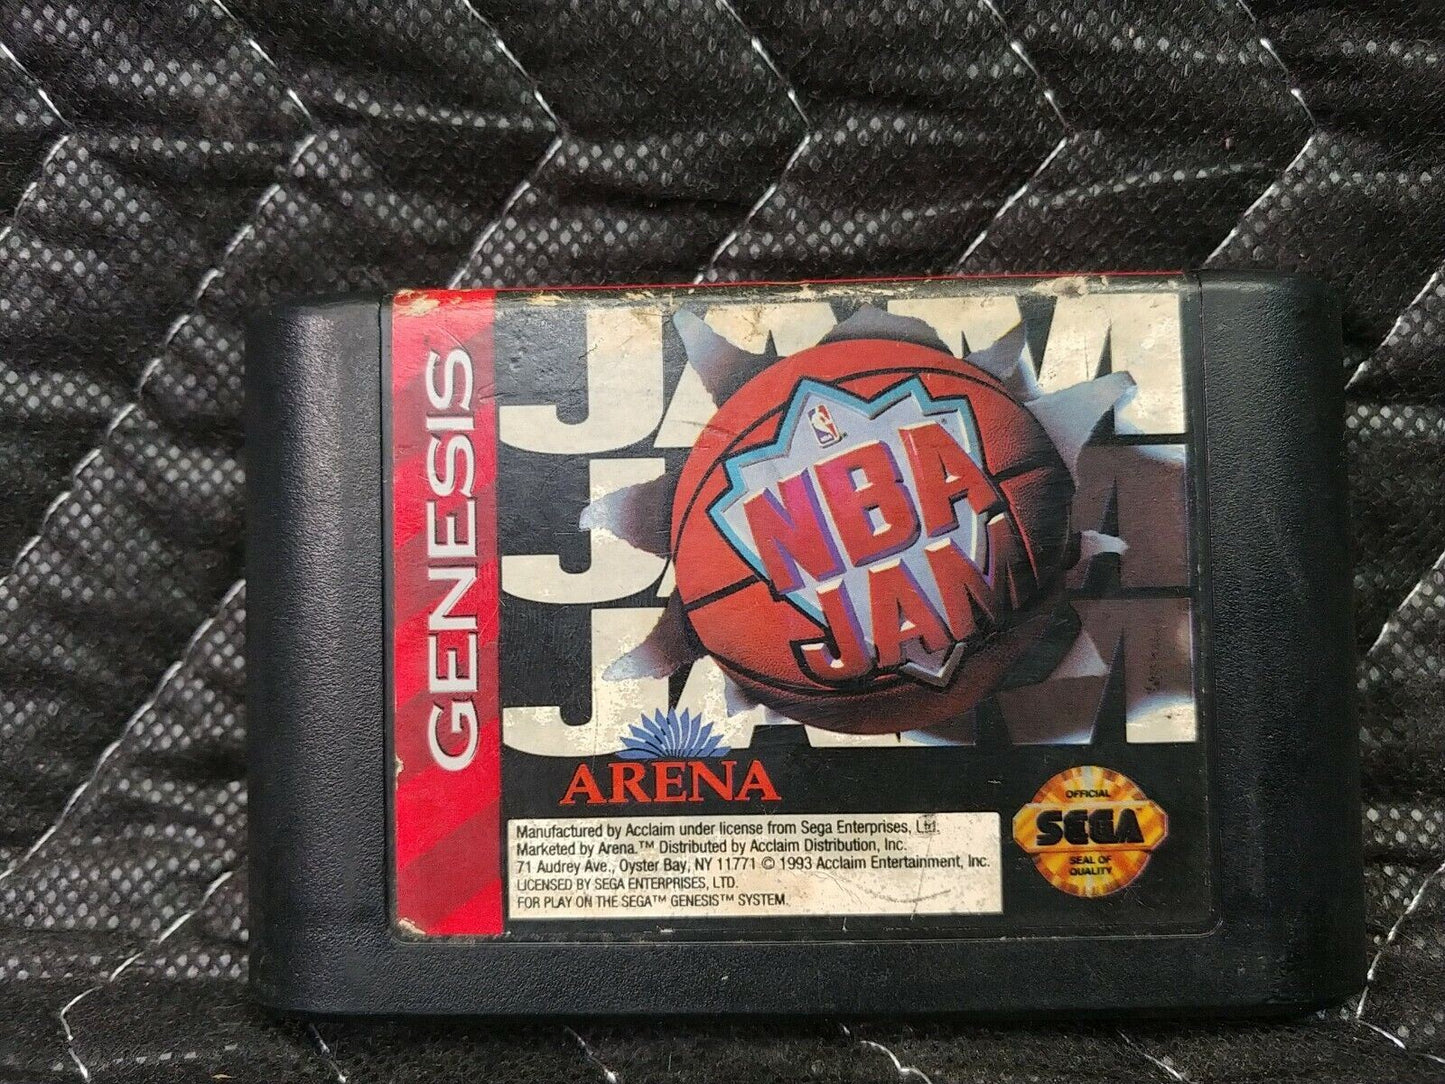 GENESIS
JAM
JAM
JAM
NBA
JAM
ARENA
Manufactured by Acclaim under license from Sega Enterprises, Ltd.
Marketed by Arena.™ Distributed by Acclaim Distribution, Inc.
71 Audrey Ave., Oyster Bay, NY 11771 © 1993 Acclaim Entertainment, Inc.
LICENSED BY SEGA ENTERPRISES, LTD.
FOR PLAY ON THE SEGA™ GENESIS™ SYSTEM.
OFFICIAL
SEGA
SEAL OF
QUALITY